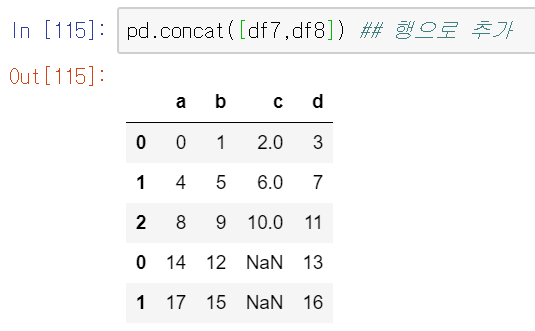 In [115]: pd.concat([df7,df8]) ## 행으로 추가
Out[115]:
a b c d
0 0 1 2.0 3
1 4 5 6.0 7
2 8 9 10.0 11
0 14 12 NaN 13
1 17 15 NaN 16